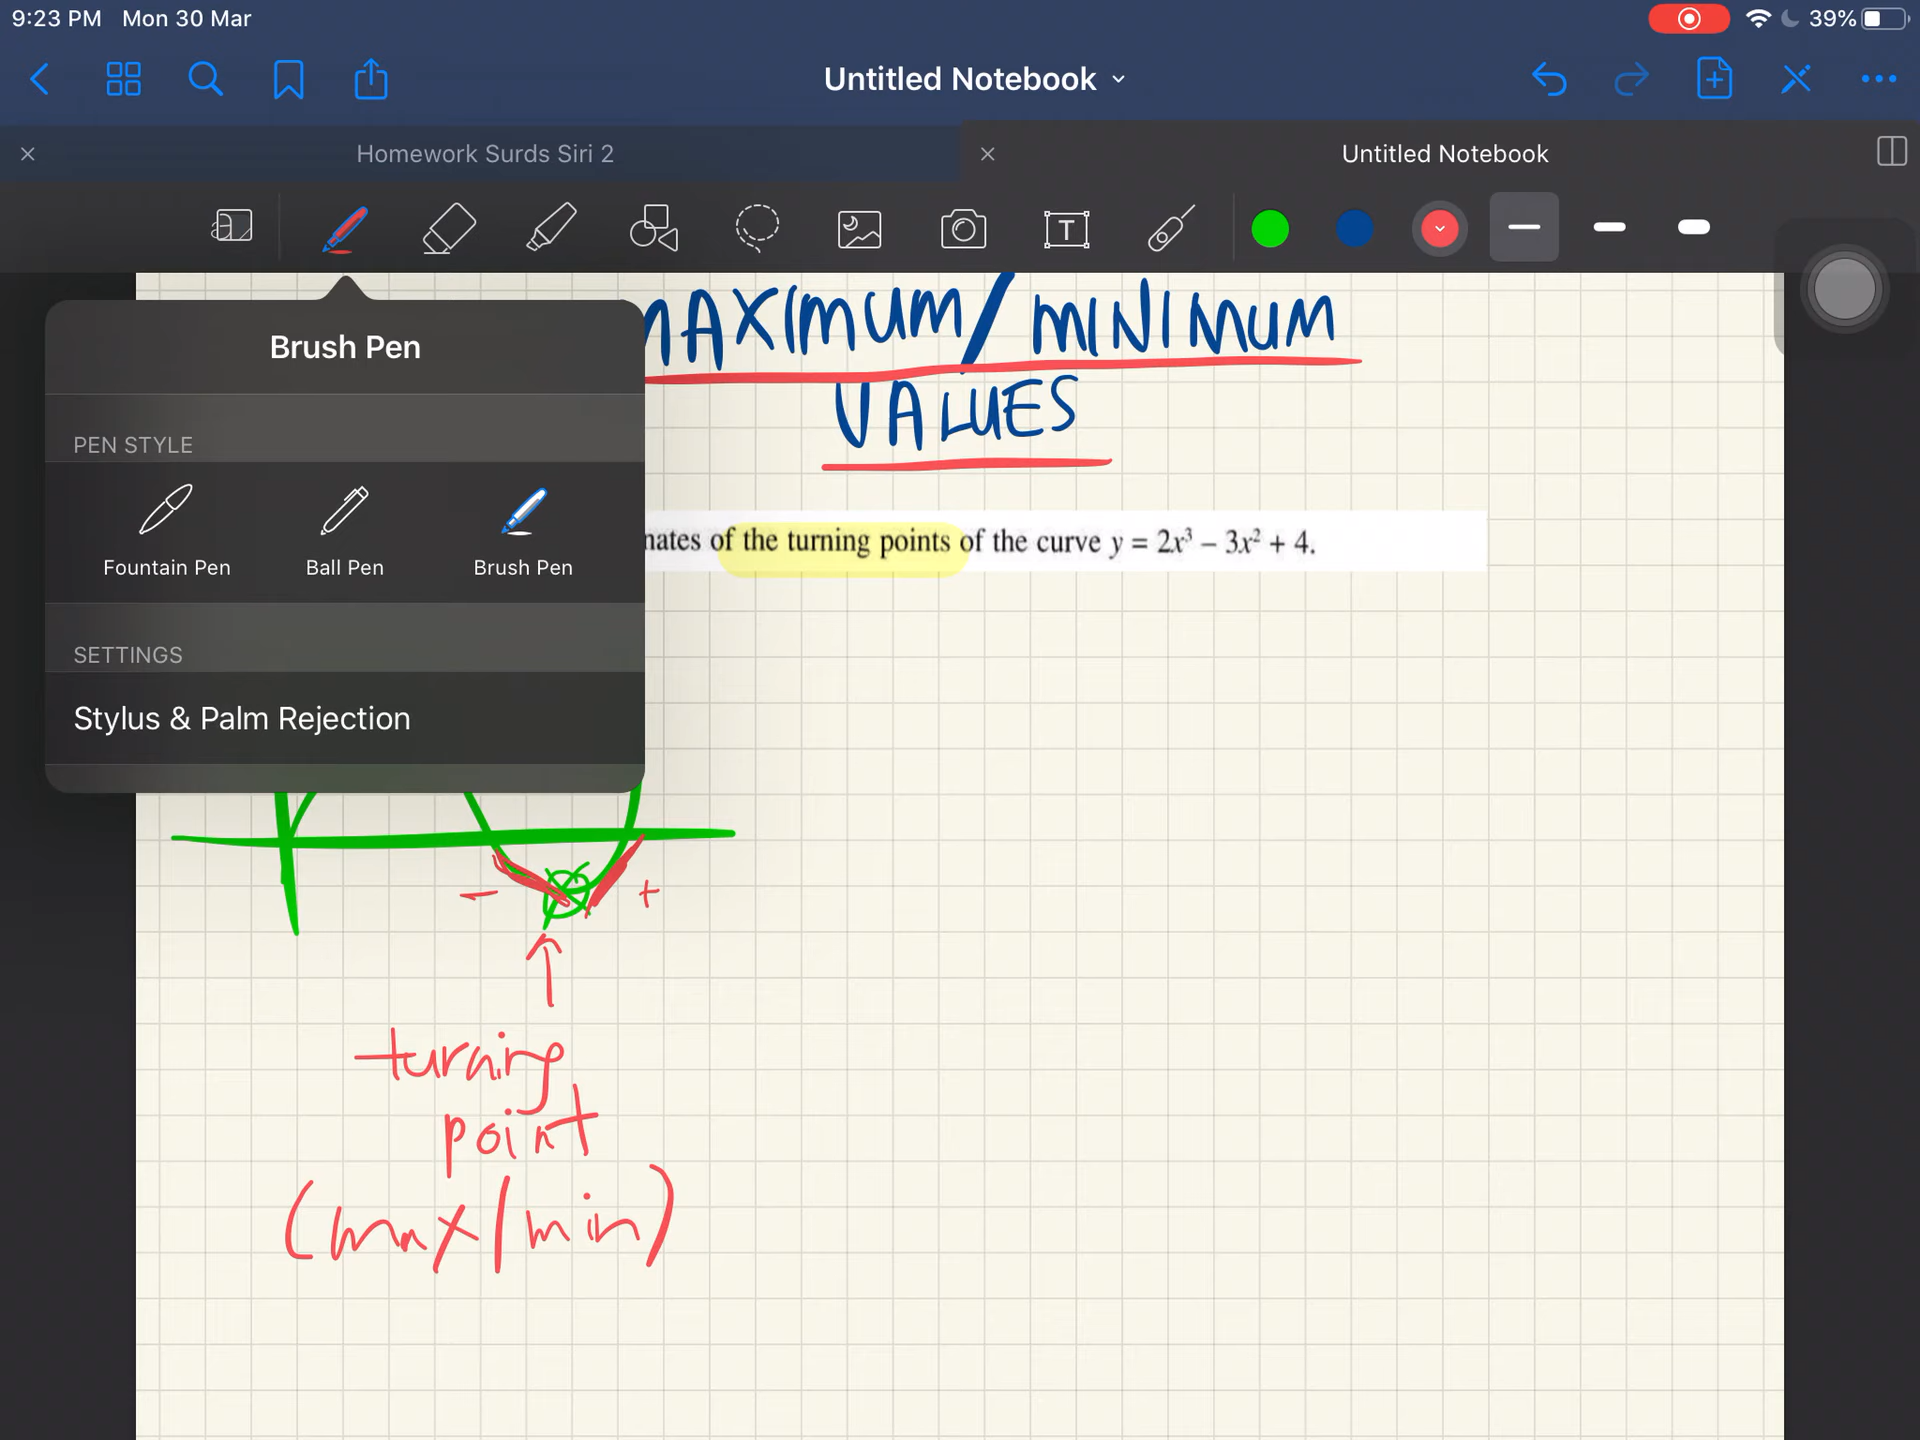 9:23 PM Mon 30 Mar 39%
Untitled Notebook
Homework Surds Siri 2 Untitled Notebook
T
Brush Pen
PEN STYLE
Fountain Pen Ball Pen Brush Pen
SETTINGS
Stylus & Palm Rejection
MAXIMUM/MINIMUM
VALUES
nates of the turning points of the curve y = 2x³ – 3x² + 4.
– +
turning
point
(max/min)